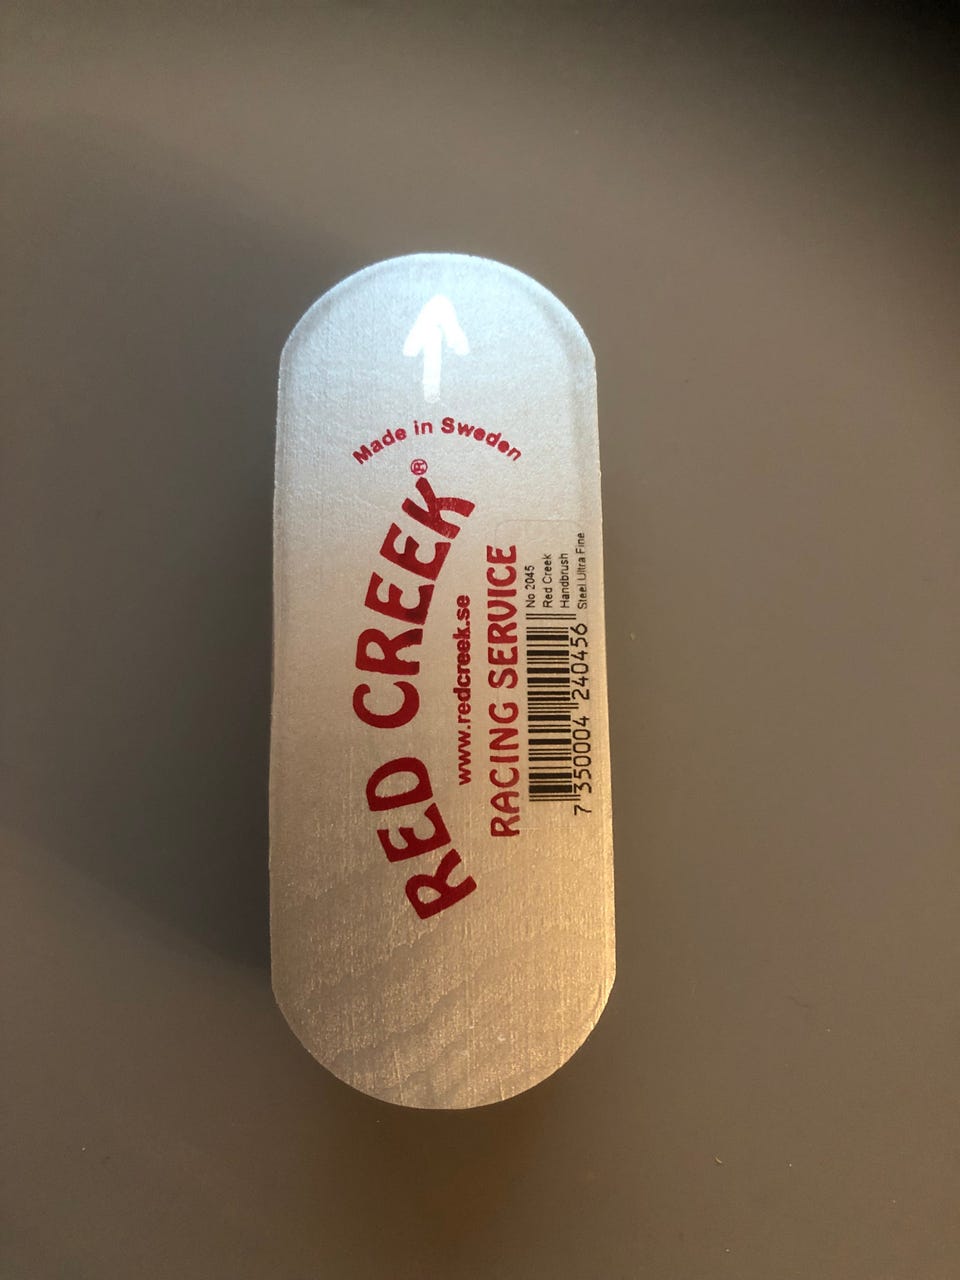 Made in Sweden
RED CREEK®
www.redcreek.se
RACING SERVICE
No 2045
Red Creek
Handbrush
Steel Ultra Fine
7 350004 240456